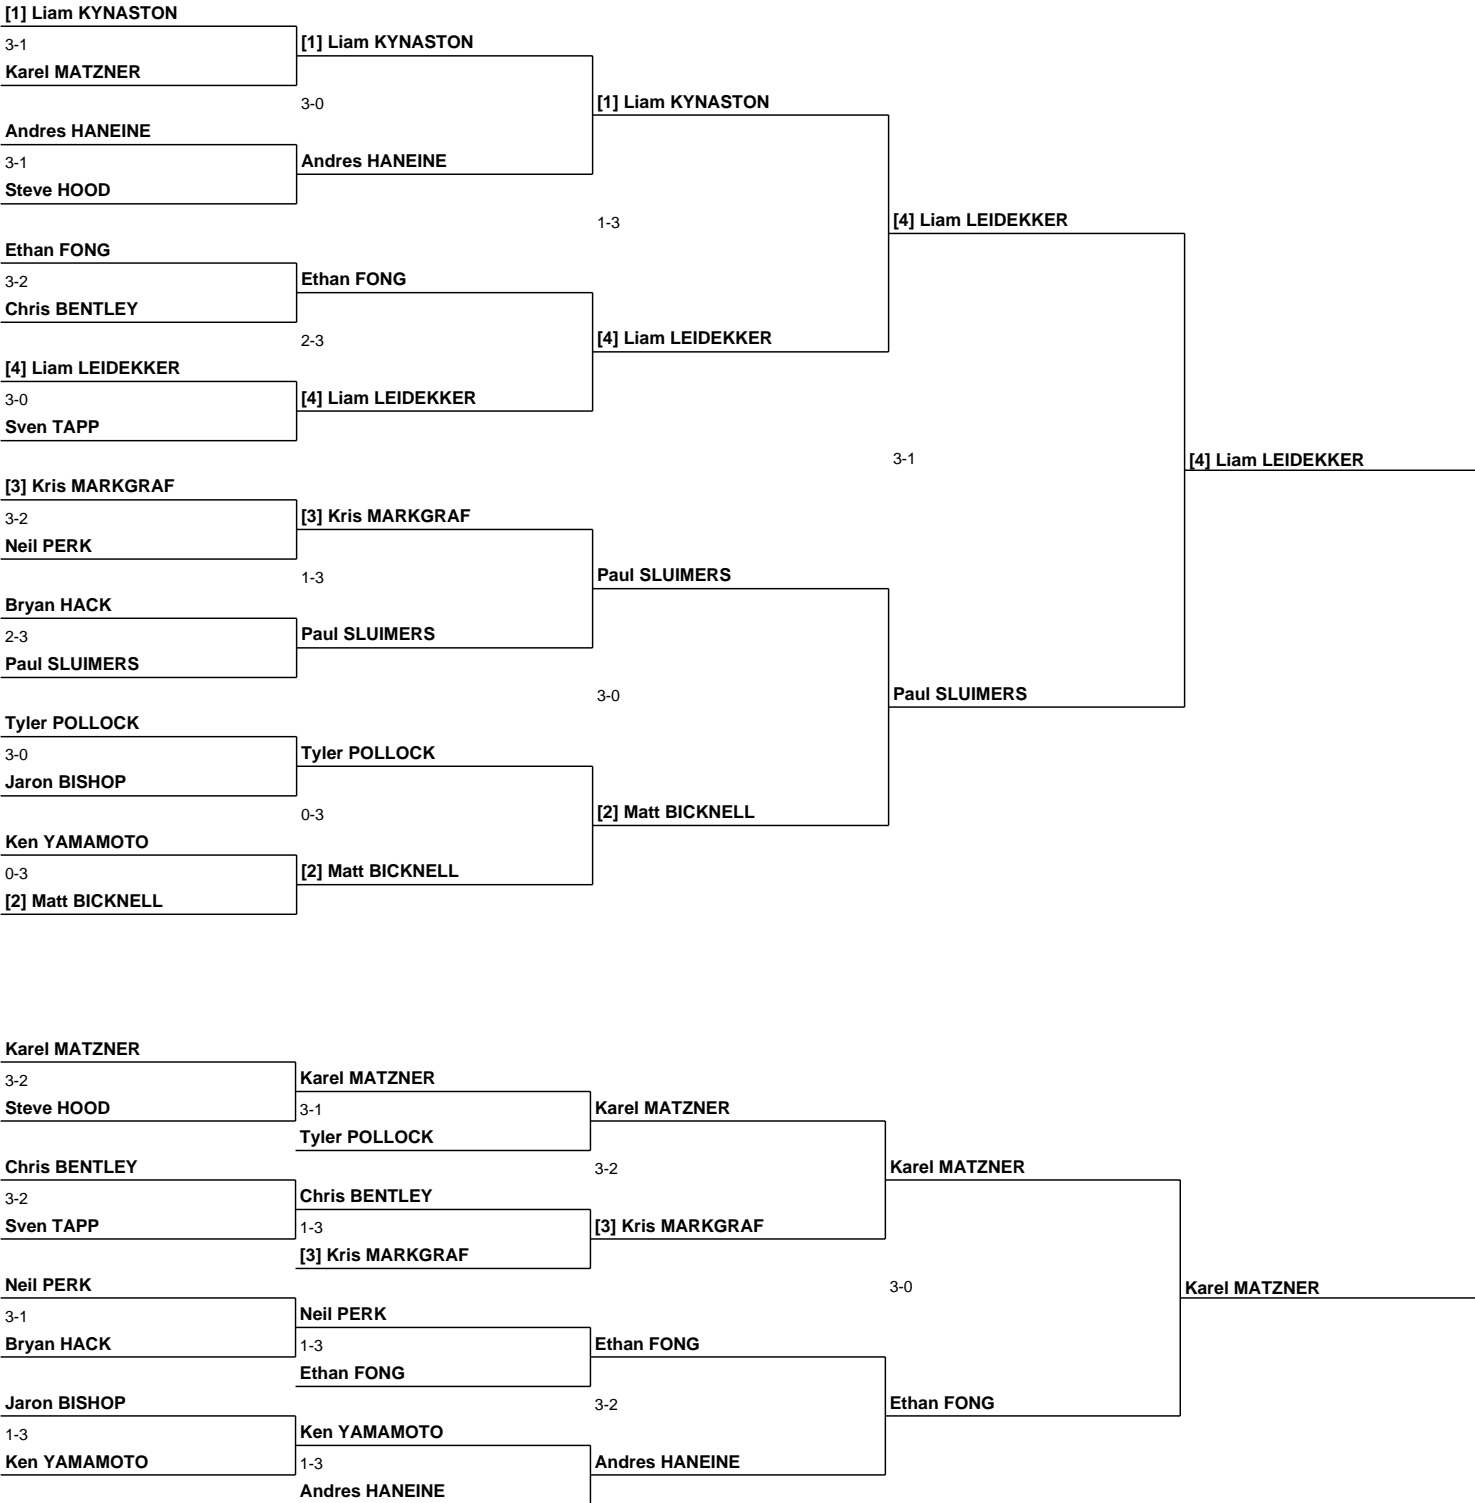 [1] Liam KYNASTON
3-1
[1] Liam KYNASTON
Karel MATZNER
3-0
[1] Liam KYNASTON
Andres HANEINE
3-1
Andres HANEINE
Steve HOOD
1-3
[4] Liam LEIDEKKER
Ethan FONG
3-2
Ethan FONG
Chris BENTLEY
2-3
[4] Liam LEIDEKKER
[4] Liam LEIDEKKER
3-0
[4] Liam LEIDEKKER
Sven TAPP
3-1
[4] Liam LEIDEKKER
[3] Kris MARKGRAF
3-2
[3] Kris MARKGRAF
Neil PERK
1-3
Paul SLUIMERS
Bryan HACK
2-3
Paul SLUIMERS
Paul SLUIMERS
3-0
Paul SLUIMERS
Tyler POLLOCK
3-0
Tyler POLLOCK
Jaron BISHOP
0-3
[2] Matt BICKNELL
Ken YAMAMOTO
0-3
[2] Matt BICKNELL
[2] Matt BICKNELL
Karel MATZNER
3-2
Karel MATZNER
Steve HOOD
3-1
Karel MATZNER
Tyler POLLOCK
Chris BENTLEY
3-2
Karel MATZNER
3-2
Chris BENTLEY
Sven TAPP
1-3
[3] Kris MARKGRAF
[3] Kris MARKGRAF
Neil PERK
3-0
Karel MATZNER
3-1
Neil PERK
Bryan HACK
1-3
Ethan FONG
Ethan FONG
Jaron BISHOP
3-2
Ethan FONG
1-3
Ken YAMAMOTO
Ken YAMAMOTO
1-3
Andres HANEINE
Andres HANEINE